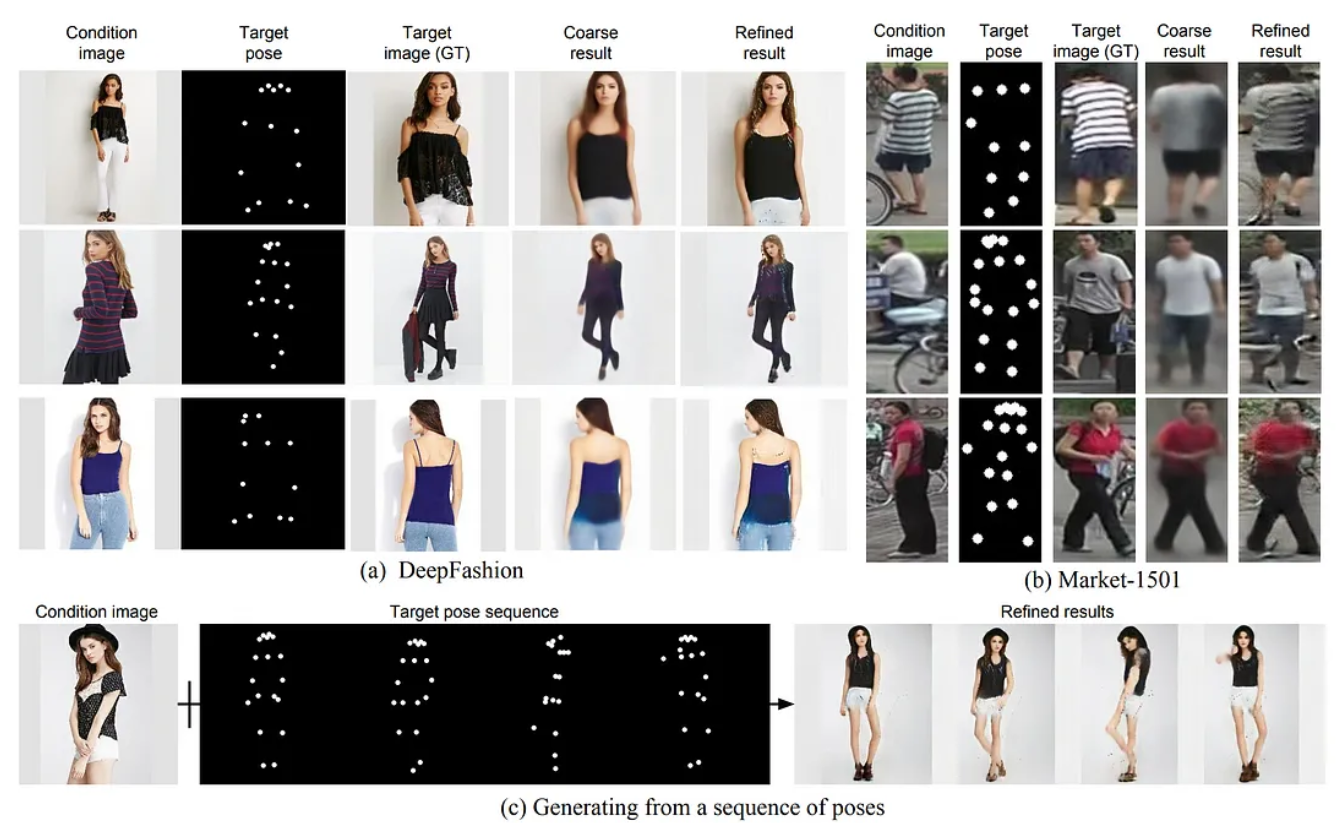 Condition image
Target pose
Target image (GT)
Coarse result
Refined result
Condition image
Target pose
Target image (GT)
Coarse result
Refined result
(a) DeepFashion
(b) Market-1501
Condition image
Target pose sequence
Refined results
(c) Generating from a sequence of poses